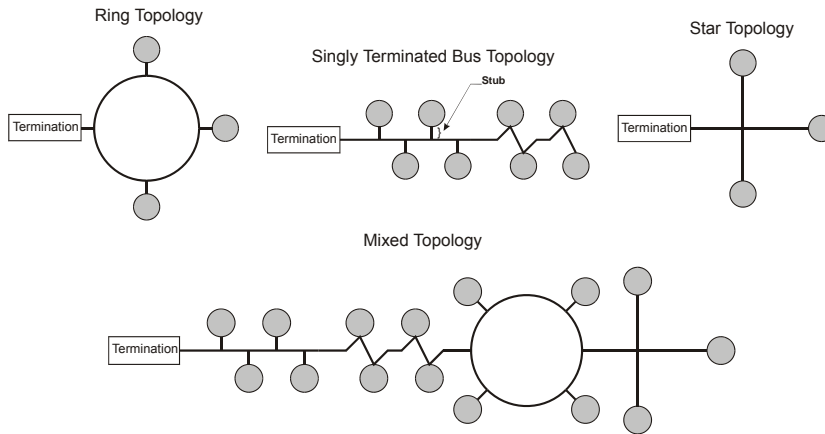 Ring Topology
Termination
Singly Terminated Bus Topology
Stub
Termination
Star Topology
Termination
Mixed Topology
Termination